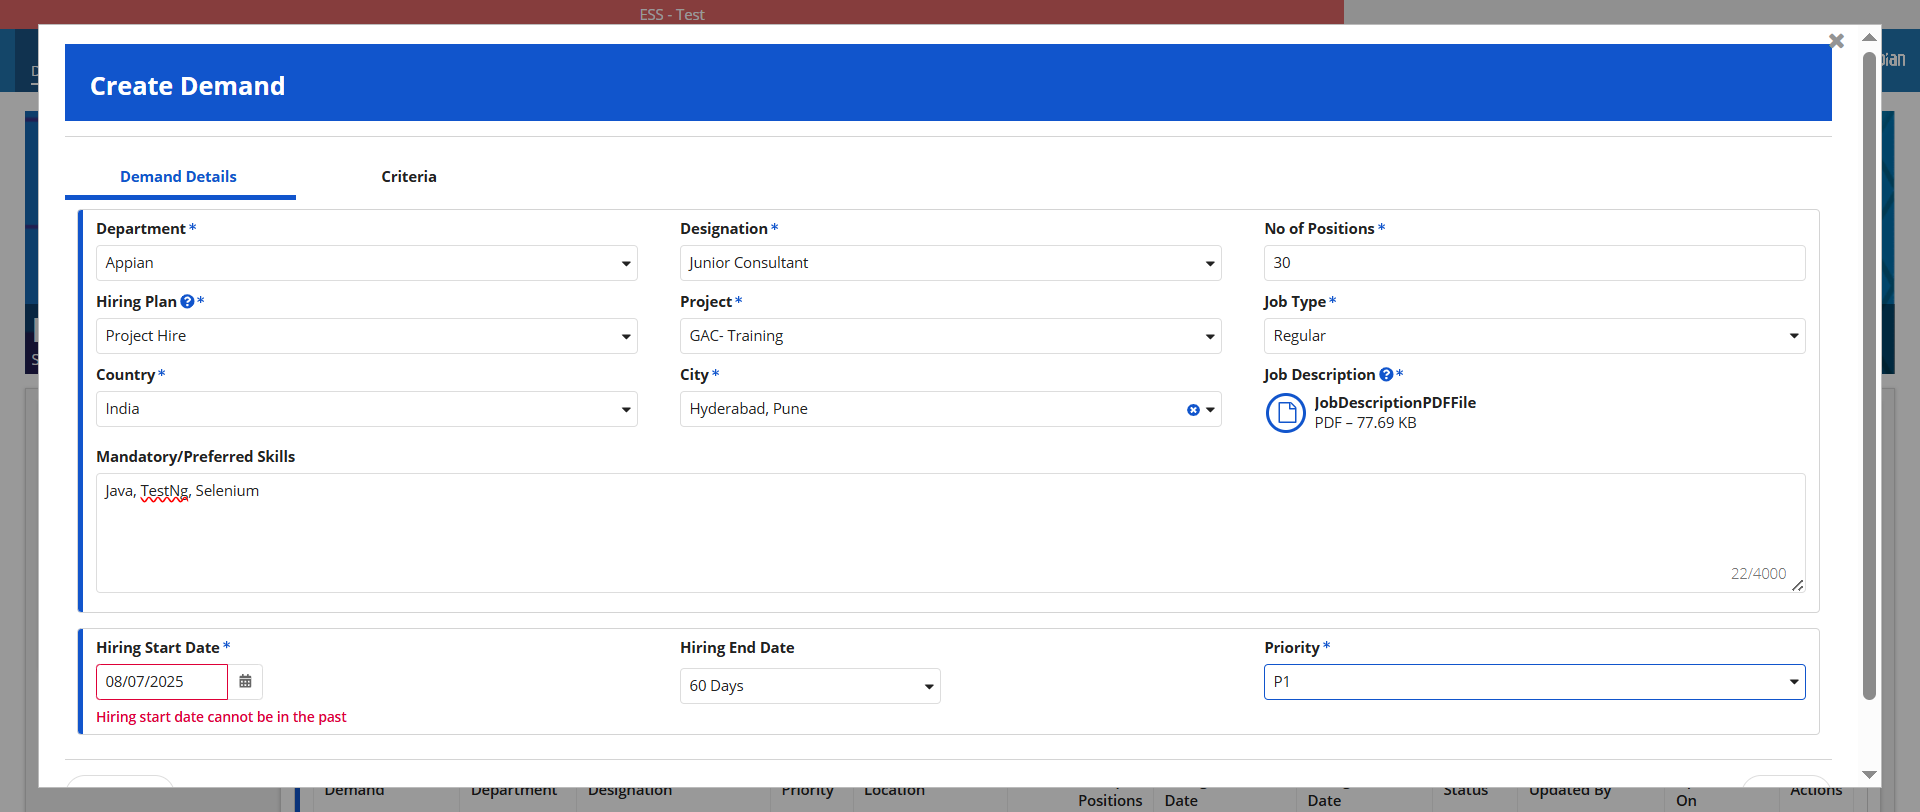 ESS - Test
Create Demand
Demand Details Criteria
Department * Designation * No of Positions *
Appian Junior Consultant 30
Hiring Plan ? * Project * Job Type *
Project Hire GAC- Training Regular
Country * City * Job Description ? *
India Hyderabad, Pune JobDescriptionPDFFile
PDF – 77.69 KB
Mandatory/Preferred Skills
Java, TestNg, Selenium
22/4000
Hiring Start Date * Hiring End Date Priority *
08/07/2025 60 Days P1
Hiring start date cannot be in the past
Demand Department Designation Priority Location Status Updated By Actions
Positions Date Date On